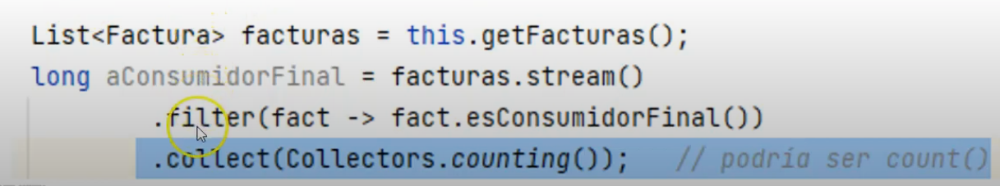 List<Factura> facturas = this.getFacturas();
long aConsumidorFinal = facturas.stream()
.filter(fact -> fact.esConsumidorFinal())
.collect(Collectors.counting());   // podría ser count()